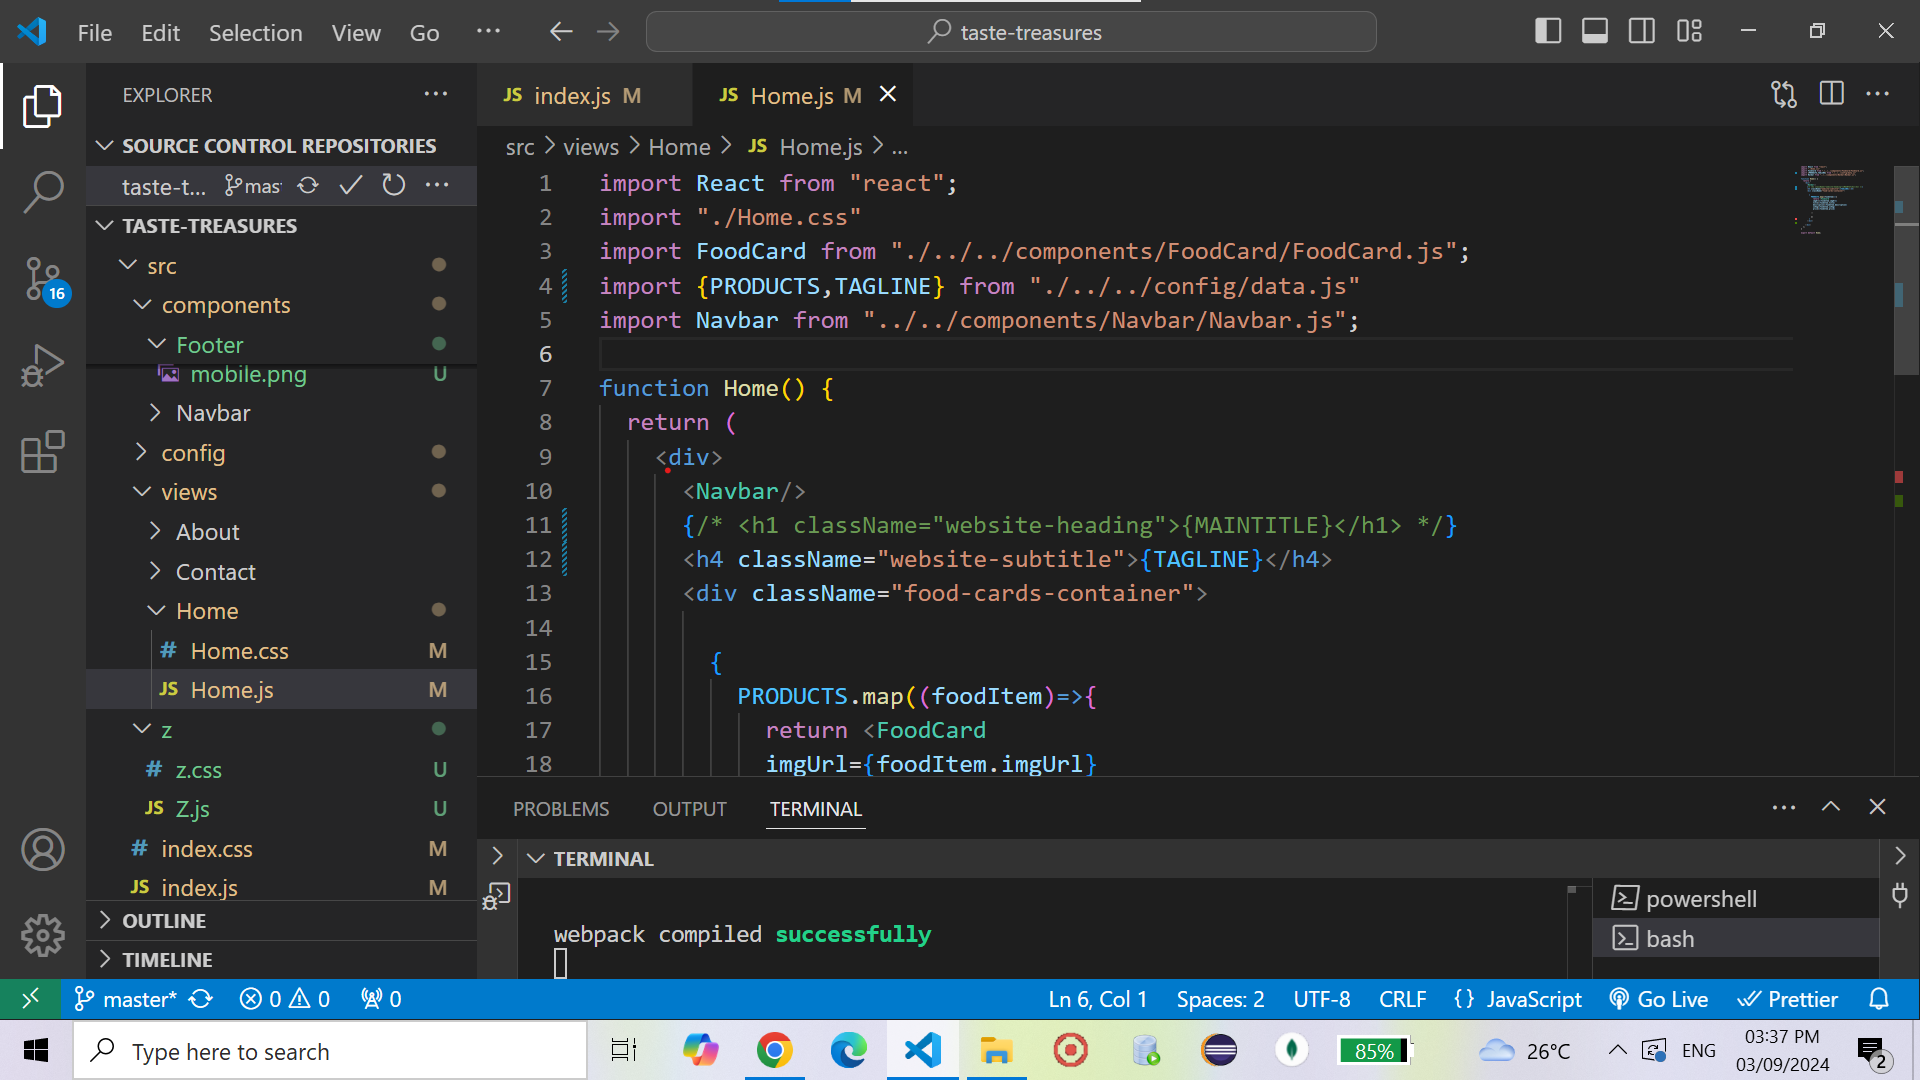 File Edit Selection View Go ··· taste-treasures
EXPLORER ···
SOURCE CONTROL REPOSITORIES
taste-t... mas ···
TASTE-TREASURES
src
components
Footer
mobile.png U
Navbar
config
views
About
Contact
Home
# Home.css M
JS Home.js M
z
# z.css U
JS Z.js U
# index.css M
JS index.js M
OUTLINE
TIMELINE
16
JS index.js M JS Home.js M
src > views > Home > JS Home.js > ...
1 import React from "react";
2 import "./Home.css"
3 import FoodCard from "./../../components/FoodCard/FoodCard.js";
4 import {PRODUCTS,TAGLINE} from "./../../config/data.js"
5 import Navbar from "../../components/Navbar/Navbar.js";
6
7 function Home() {
8 return (
9 <div>
10 <Navbar/>
11 {/* <h1 className="website-heading">{MAINTITLE}</h1> */}
12 <h4 className="website-subtitle">{TAGLINE}</h4>
13 <div className="food-cards-container">
14
15 {
16 PRODUCTS.map((foodItem)=>{
17 return <FoodCard
18 imgUrl={foodItem.imgUrl}
PROBLEMS OUTPUT TERMINAL ···
TERMINAL
webpack compiled successfully
powershell
bash
master* 0 0 0 Ln 6, Col 1 Spaces: 2 UTF-8 CRLF {} JavaScript Go Live Prettier
Type here to search 85% 26°C ENG 03:37 PM
03/09/2024 2